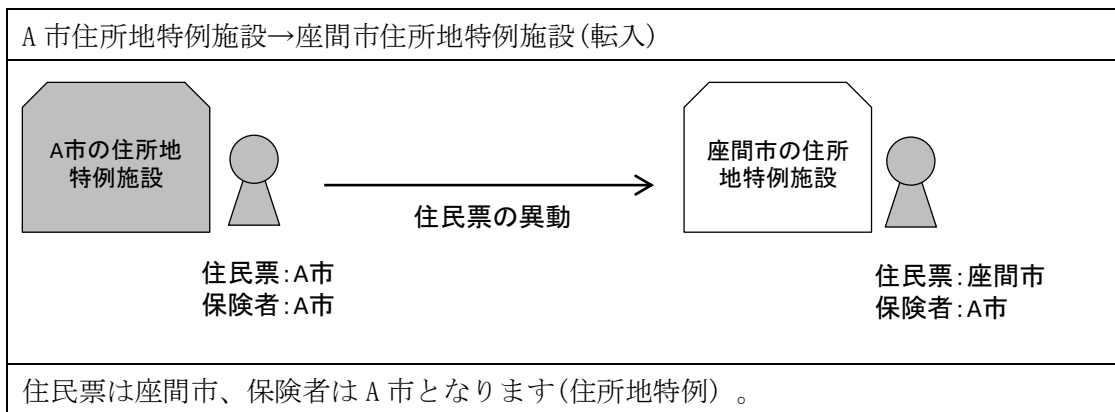 A市住所地特例施設→座間市住所地特例施設(転入)
A市の住所地
特例施設
住民票の異動
座間市の住所
地特例施設
住民票:A市
保険者:A市
住民票:座間市
保険者:A市
住民票は座間市、保険者はA市となります(住所地特例) 。